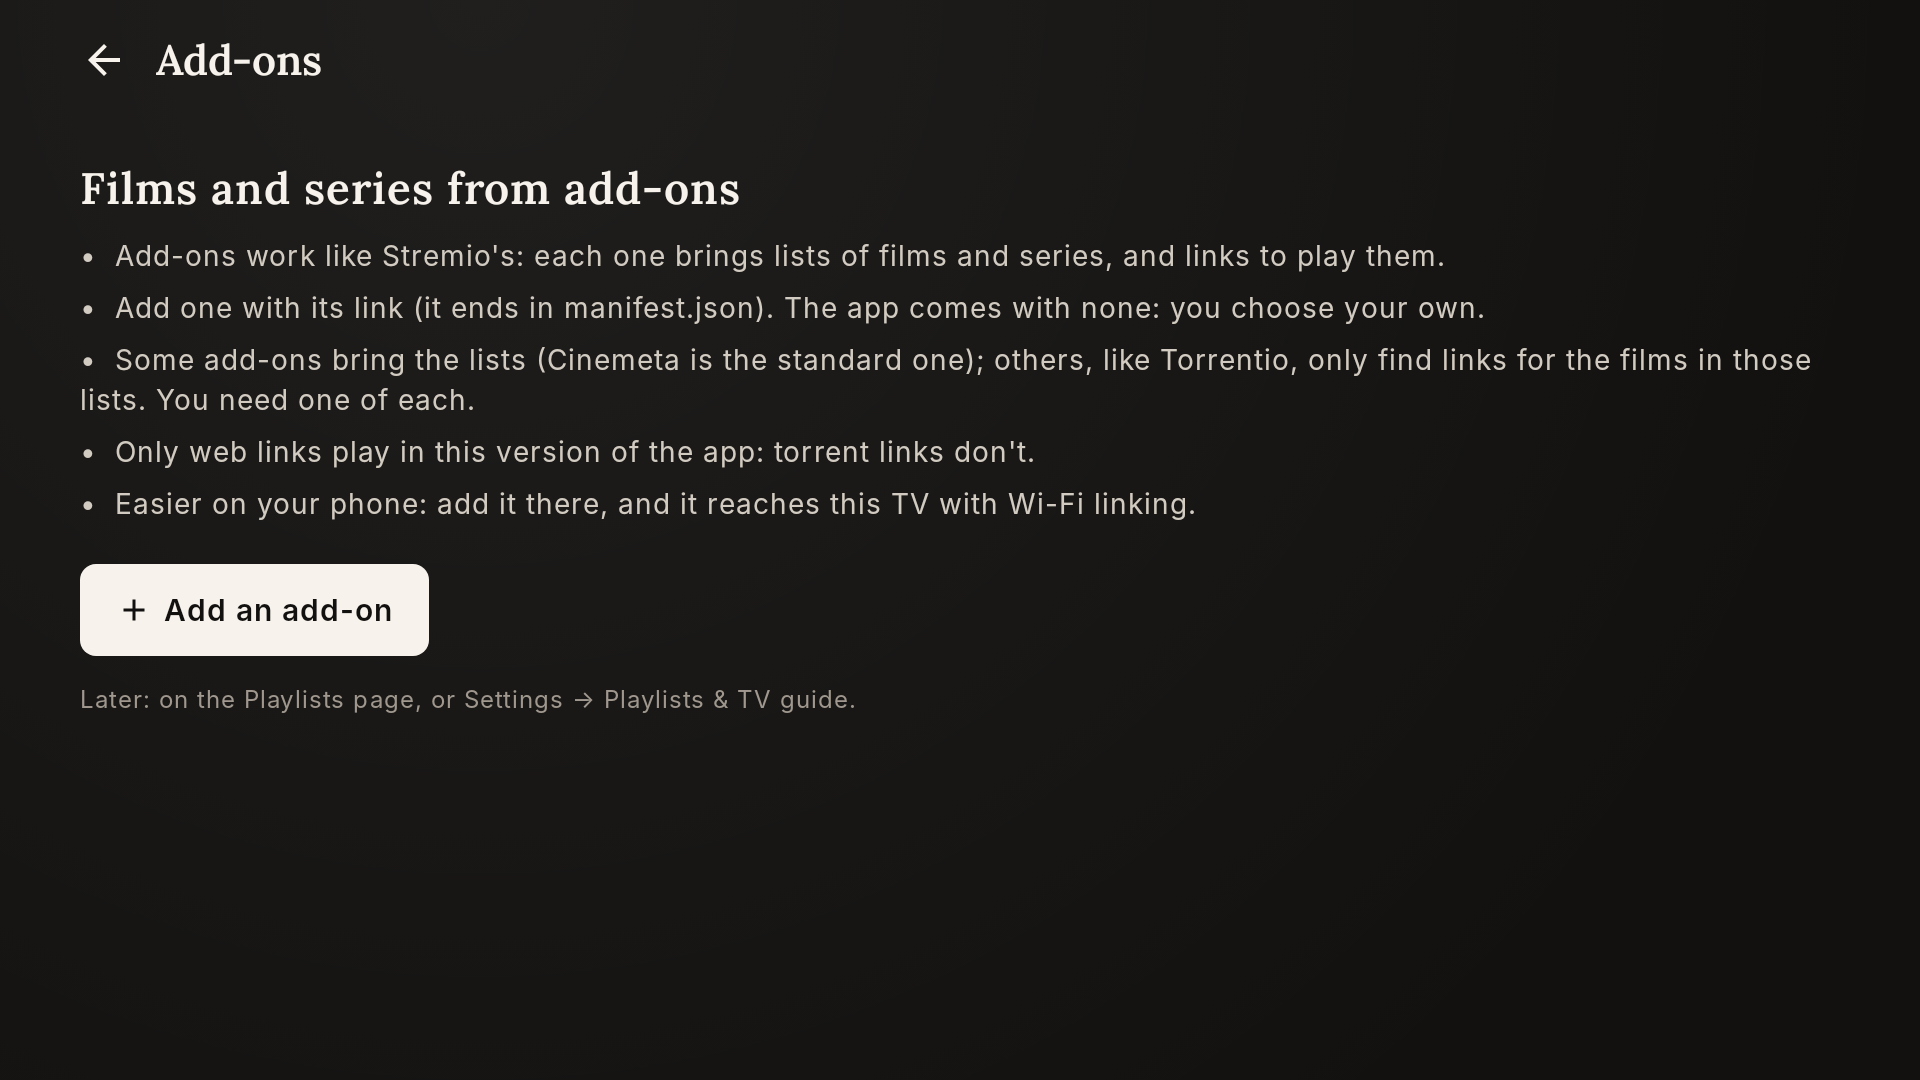 Add-ons
Films and series from add-ons
• Add-ons work like Stremio's: each one brings lists of films and series, and links to play them.
• Add one with its link (it ends in manifest.json). The app comes with none: you choose your own.
• Some add-ons bring the lists (Cinemeta is the standard one); others, like Torrentio, only find links for the films in those
lists. You need one of each.
• Only web links play in this version of the app: torrent links don't.
• Easier on your phone: add it there, and it reaches this TV with Wi-Fi linking.
+ Add an add-on
Later: on the Playlists page, or Settings → Playlists & TV guide.